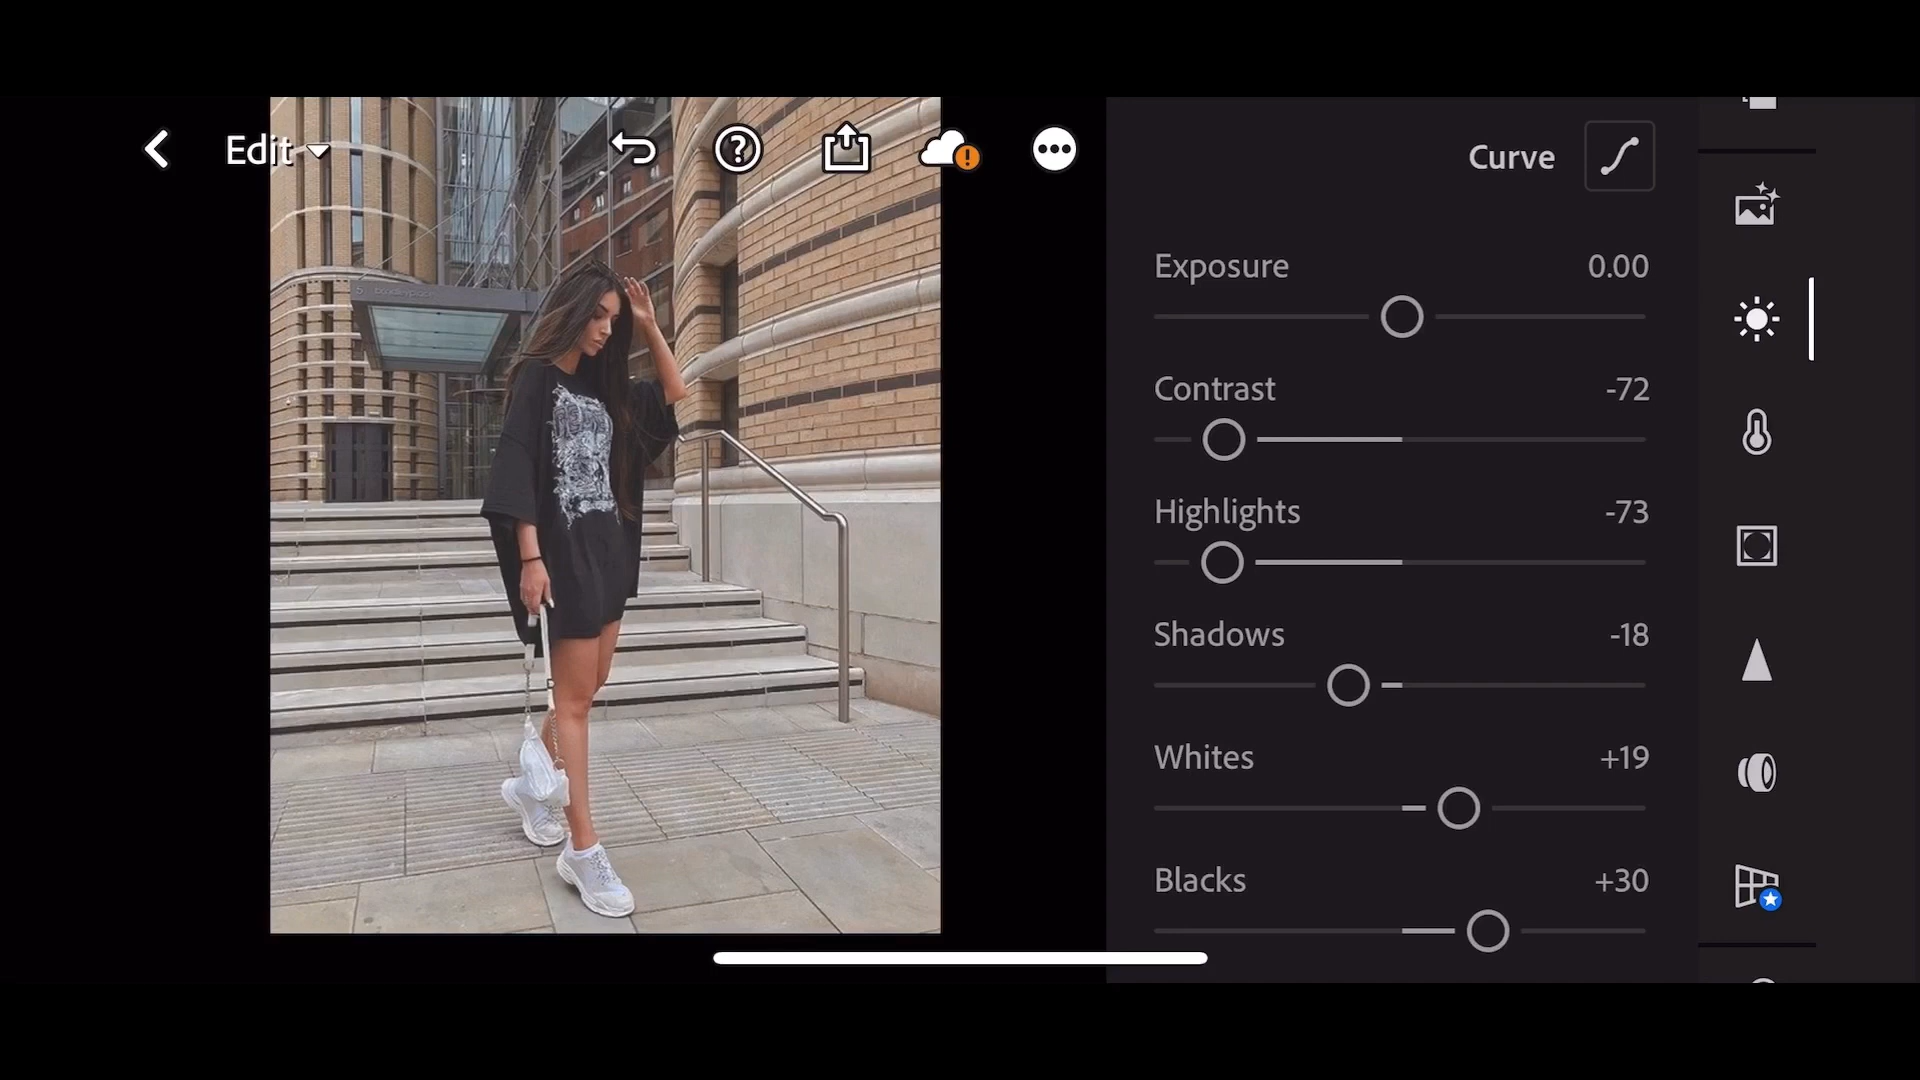 Edit
Curve
Exposure 0.00
Contrast -72
Highlights -73
Shadows -18
Whites +19
Blacks +30